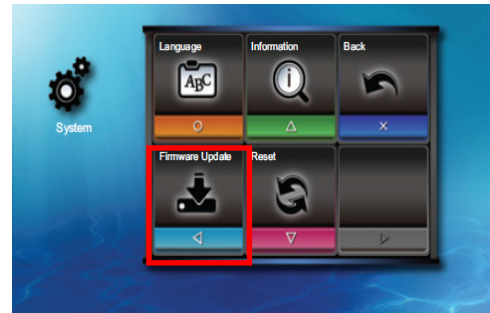 Language
Information
Back
ABC
System
Firmware Update
Reset